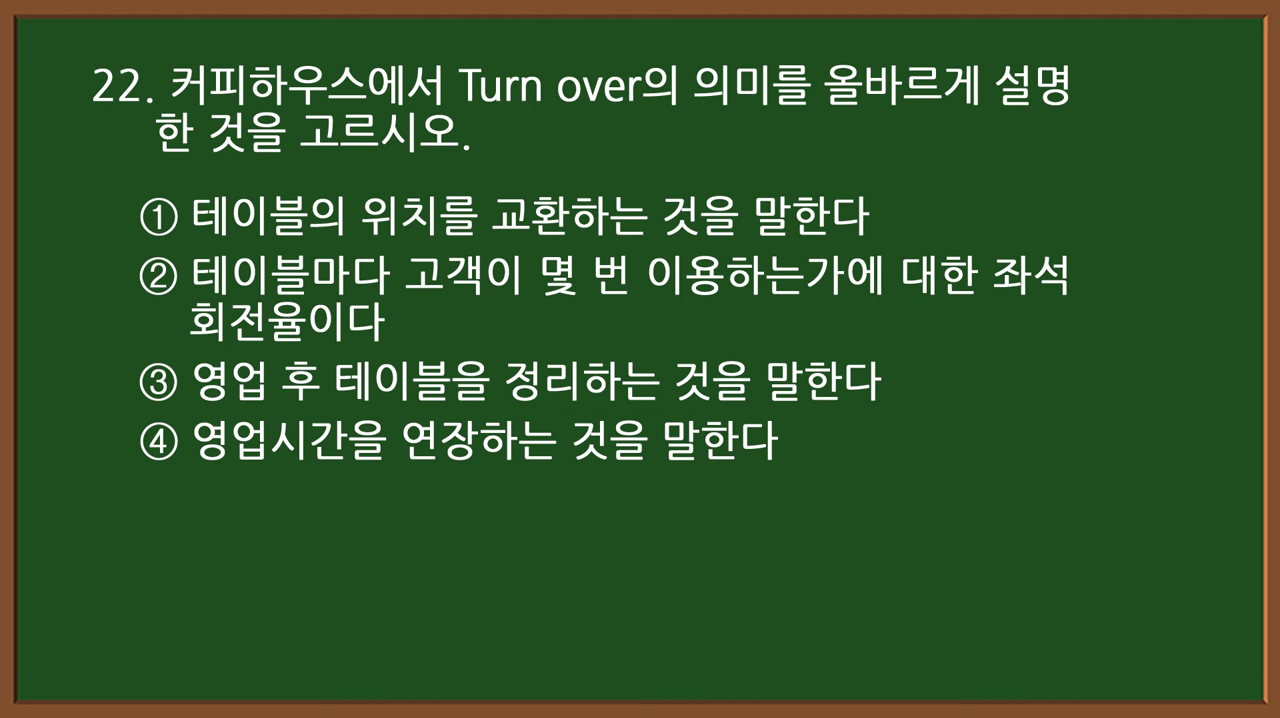 22. 커피하우스에서 Turn over의 의미를 올바르게 설명
한 것을 고르시오.
① 테이블의 위치를 교환하는 것을 말한다
② 테이블마다 고객이 몇 번 이용하는가에 대한 좌석
회전율이다
③ 영업 후 테이블을 정리하는 것을 말한다
④ 영업시간을 연장하는 것을 말한다